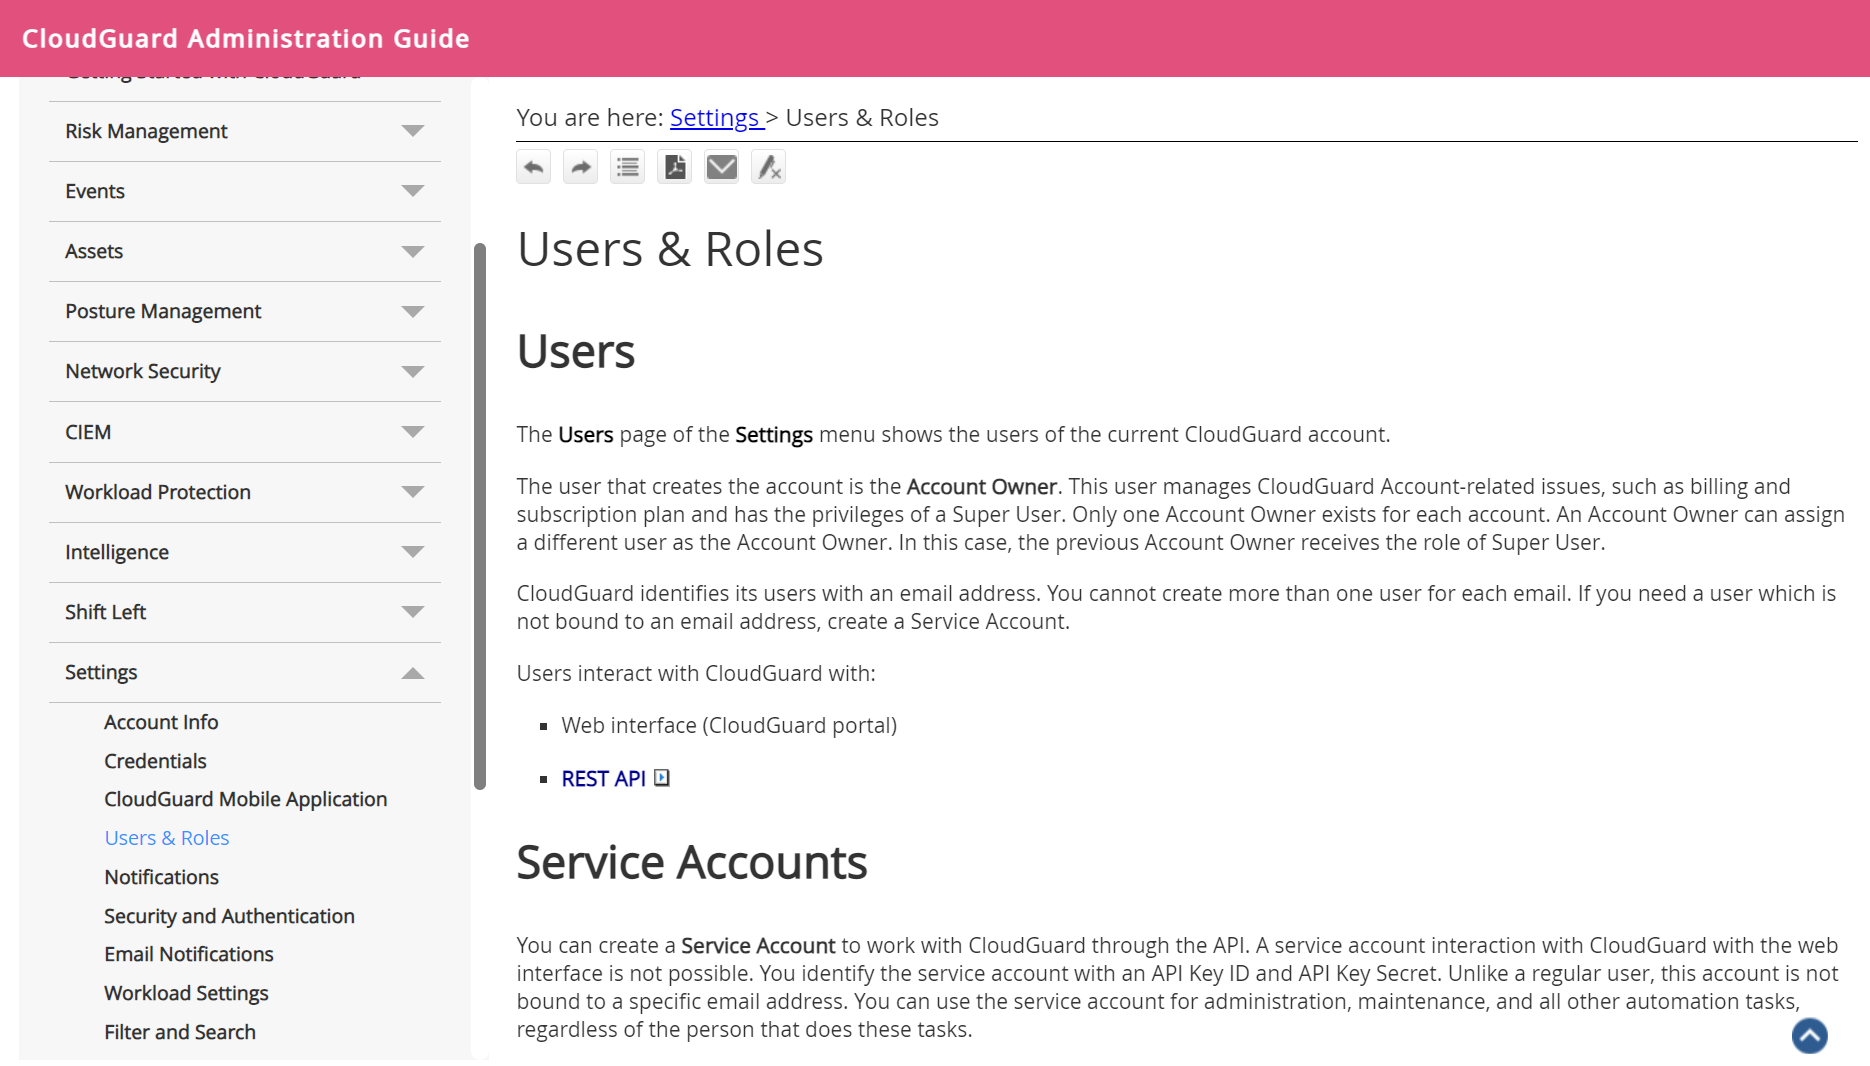 CloudGuard Administration Guide
Getting Started with CloudGuard
Risk Management
Events
Assets
Posture Management
Network Security
CIEM
Workload Protection
Intelligence
Shift Left
Settings
Account Info
Credentials
CloudGuard Mobile Application
Users & Roles
Notifications
Security and Authentication
Email Notifications
Workload Settings
Filter and Search
You are here: Settings > Users & Roles
Users & Roles
Users
The Users page of the Settings menu shows the users of the current CloudGuard account.
The user that creates the account is the Account Owner. This user manages CloudGuard Account-related issues, such as billing and
subscription plan and has the privileges of a Super User. Only one Account Owner exists for each account. An Account Owner can assign
a different user as the Account Owner. In this case, the previous Account Owner receives the role of Super User.
CloudGuard identifies its users with an email address. You cannot create more than one user for each email. If you need a user which is
not bound to an email address, create a Service Account.
Users interact with CloudGuard with:
Web interface (CloudGuard portal)
REST API
Service Accounts
You can create a Service Account to work with CloudGuard through the API. A service account interaction with CloudGuard with the web
interface is not possible. You identify the service account with an API Key ID and API Key Secret. Unlike a regular user, this account is not
bound to a specific email address. You can use the service account for administration, maintenance, and all other automation tasks,
regardless of the person that does these tasks.